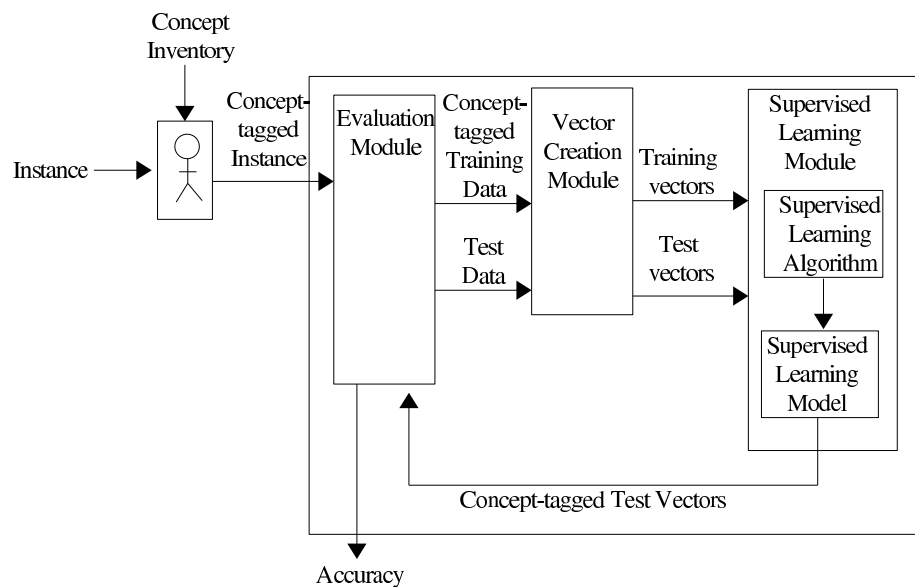 Concept
Inventory
Instance
Concept-
tagged
Instance
Evaluation
Module
Concept-
tagged
Training
Data
Test
Data
Vector
Creation
Module
Training
vectors
Test
vectors
Supervised
Learning
Module
Supervised
Learning
Algorithm
Supervised
Learning
Model
Concept-tagged Test Vectors
Accuracy